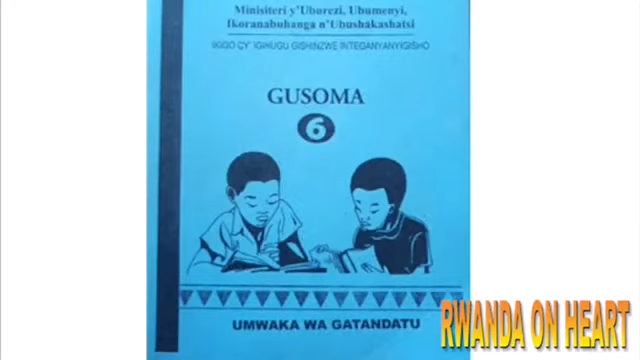 Minisiteri y'Uburezi, Ubumenyi,
Ikoranabuhanga n'Ubushakashatsi
IKIGO CY' IGIHUGU GISHINZWE INTEGANYANYIGISHO
GUSOMA
6
UMWAKA WA GATANDATU
RWANDA ON HEART